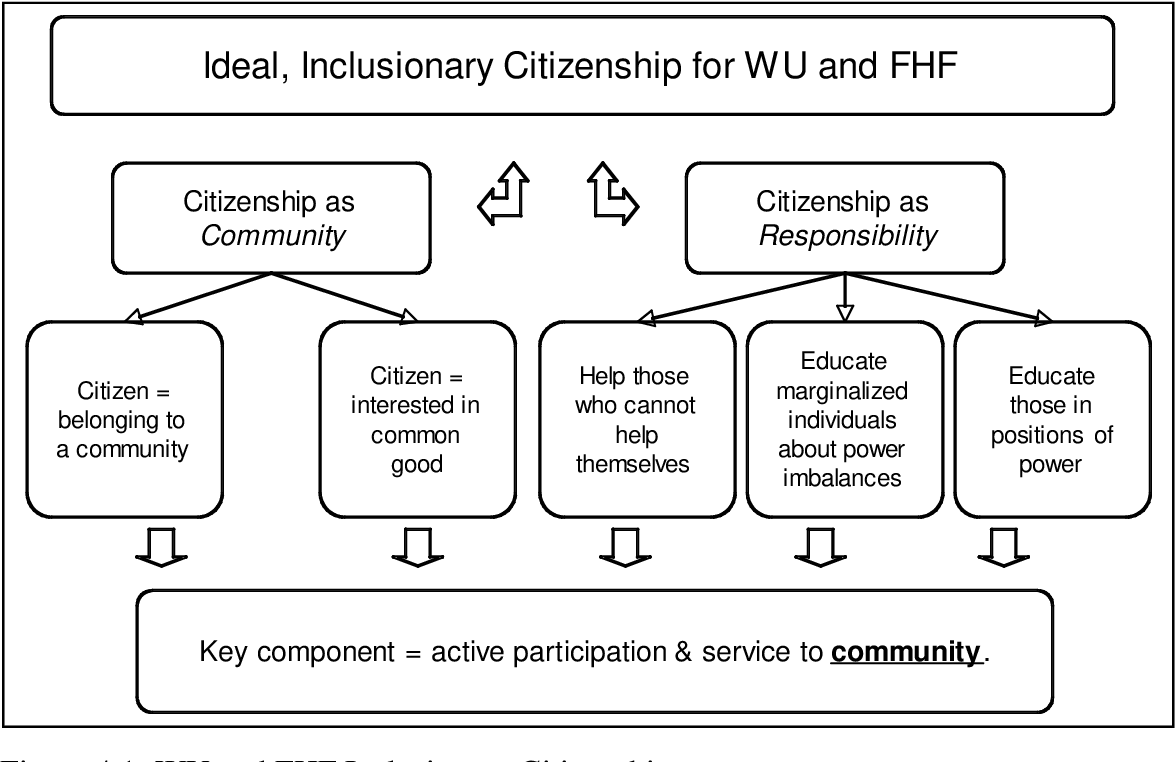 Ideal, Inclusionary Citizenship for WU and FHF
Citizenship as
Community
Citizenship as
Responsibility
Citizen =
belonging to
a community
Citizen =
interested in
common
good
Help those
who cannot
help
themselves
Educate
marginalized
individuals
about power
imbalances
Educate
those in
positions of
power
Key component = active participation & service to community.